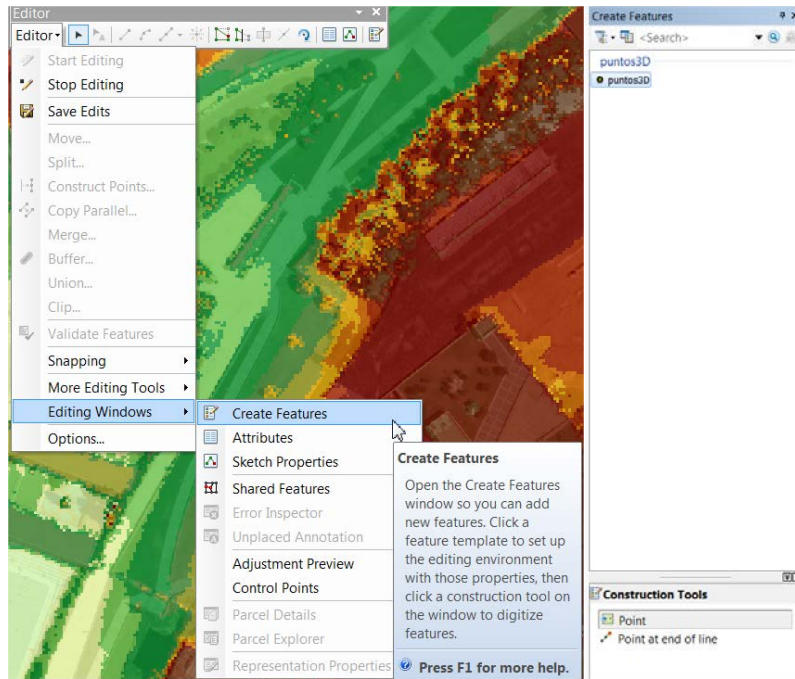 Editor
Editor
Start Editing
Stop Editing
Save Edits
Move...
Split...
Construct Points...
Copy Parallel...
Merge...
Buffer...
Union...
Clip...
Validate Features
Snapping
More Editing Tools
Editing Windows
Options...
Create Features
Attributes
Sketch Properties
Shared Features
Error Inspector
Unplaced Annotation
Adjustment Preview
Control Points
Parcel Details
Parcel Explorer
Representation Properties
Create Features
Open the Create Features
window so you can add
new features. Click a
feature template to set up
the editing environment
with those properties, then
click a construction tool on
the window to digitize
features.
Press F1 for more help.
Create Features
<Search>
puntos3D
puntos3D
Construction Tools
Point
Point at end of line